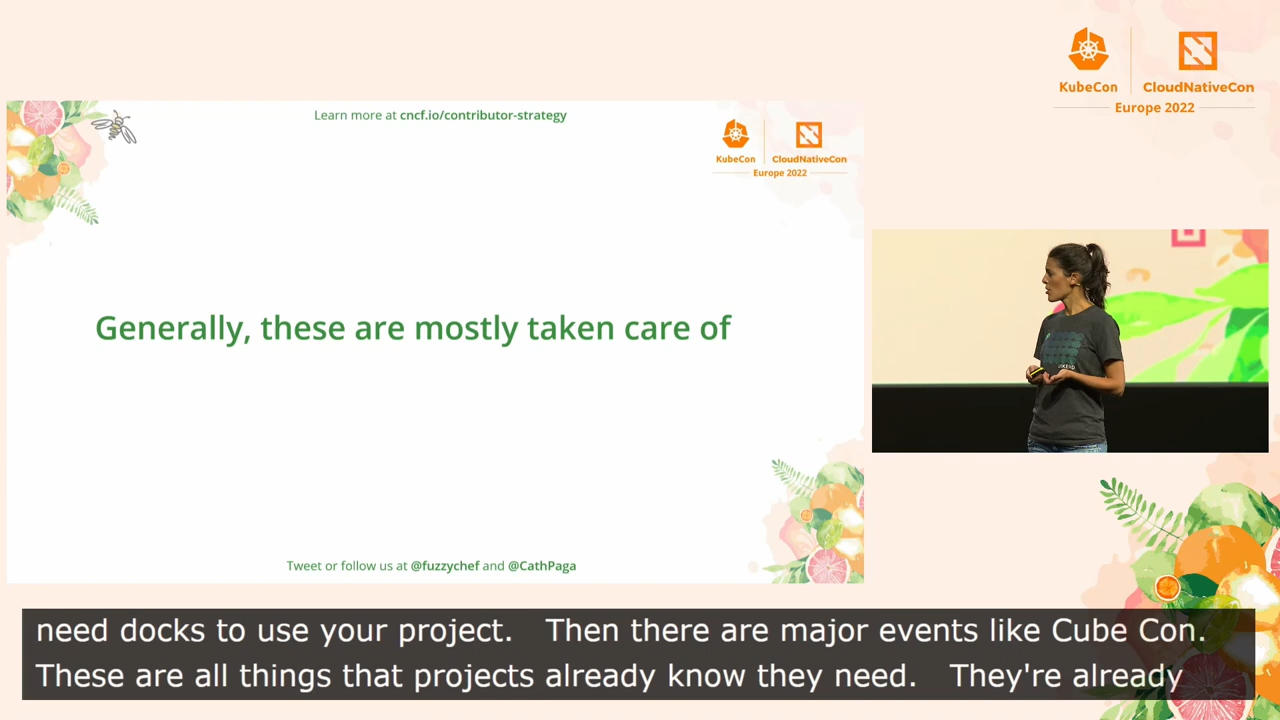 KubeCon
CloudNativeCon
Europe 2022
Learn more at cncf.io/contributor-strategy
KubeCon
CloudNativeCon
Europe 2022
Generally, these are mostly taken care of
Tweet or follow us at @fuzzychef and @CathPaga
need docks to use your project. Then there are major events like Cube Con.
These are all things that projects already know they need. They're already